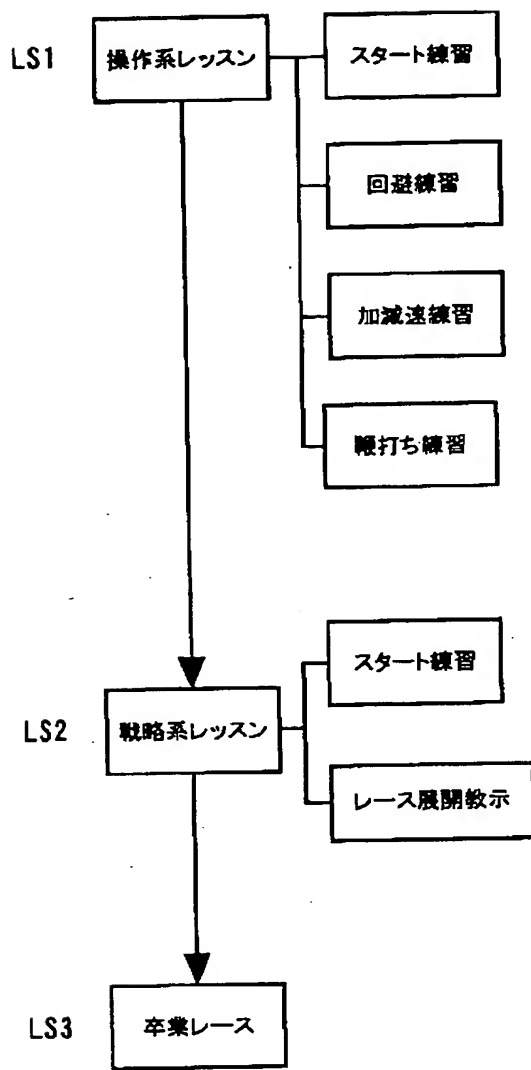 LS1
操作系レッスン
スタート練習
回避練習
加減速練習
鞭打ち練習
LS2
戦略系レッスン
スタート練習
レース展開教示
LS3
卒業レース